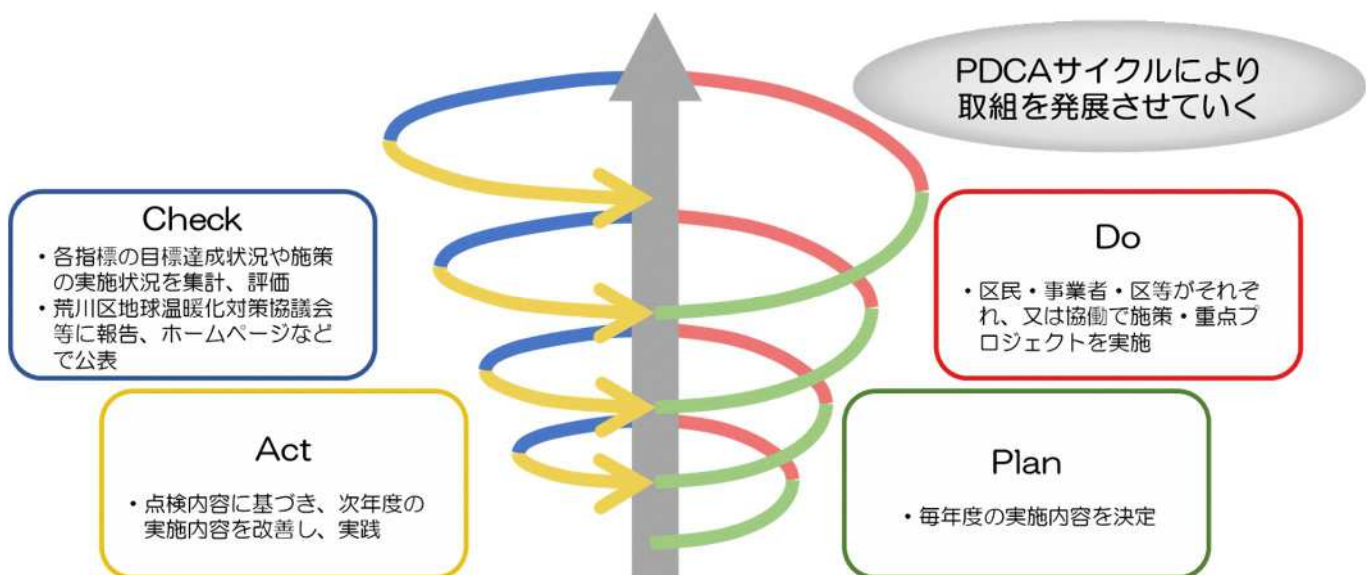 PDCAサイクルにより
取組を発展させていく
Check
・各指標の目標達成状況や施策
の実施状況を集計、評価
・荒川区地球温暖化対策協議会
等に報告、ホームページなど
で公表
Do
・区民・事業者・区等がそれぞ
れ、又は協働で施策・重点プ
ロジェクトを実施
Act
・点検内容に基づき、次年度の
実施内容を改善し、実践
Plan
・毎年度の実施内容を決定